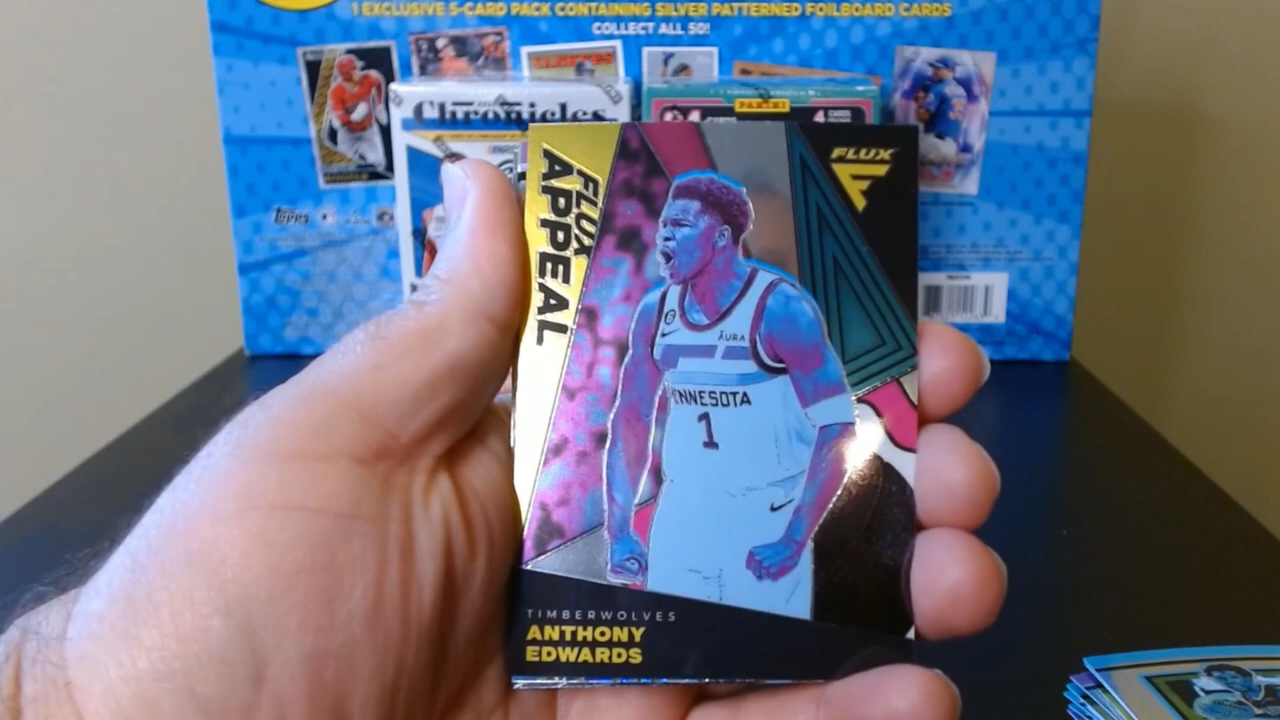 1 EXCLUSIVE 5-CARD PACK CONTAINING SILVER PATTERNED FOILBOARD CARDS
COLLECT ALL 50!
Chronicles
PANINI
FLUX
FLUX
APPEAL
AURA
MINNESOTA
1
Topps
TIMBERWOLVES
ANTHONY
EDWARDS